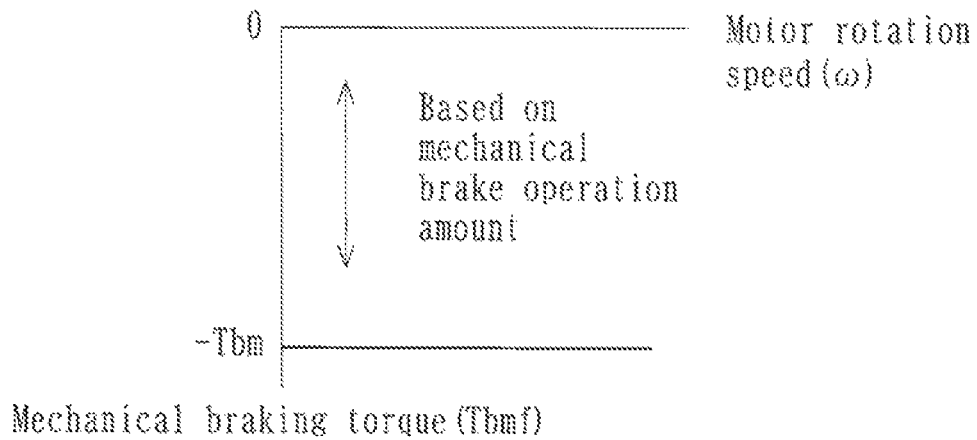 0
Motor rotation
speed(ω)
Based on
mechanical
brake operation
amount
-Tbm
Mechanical braking torque(Tbmf)